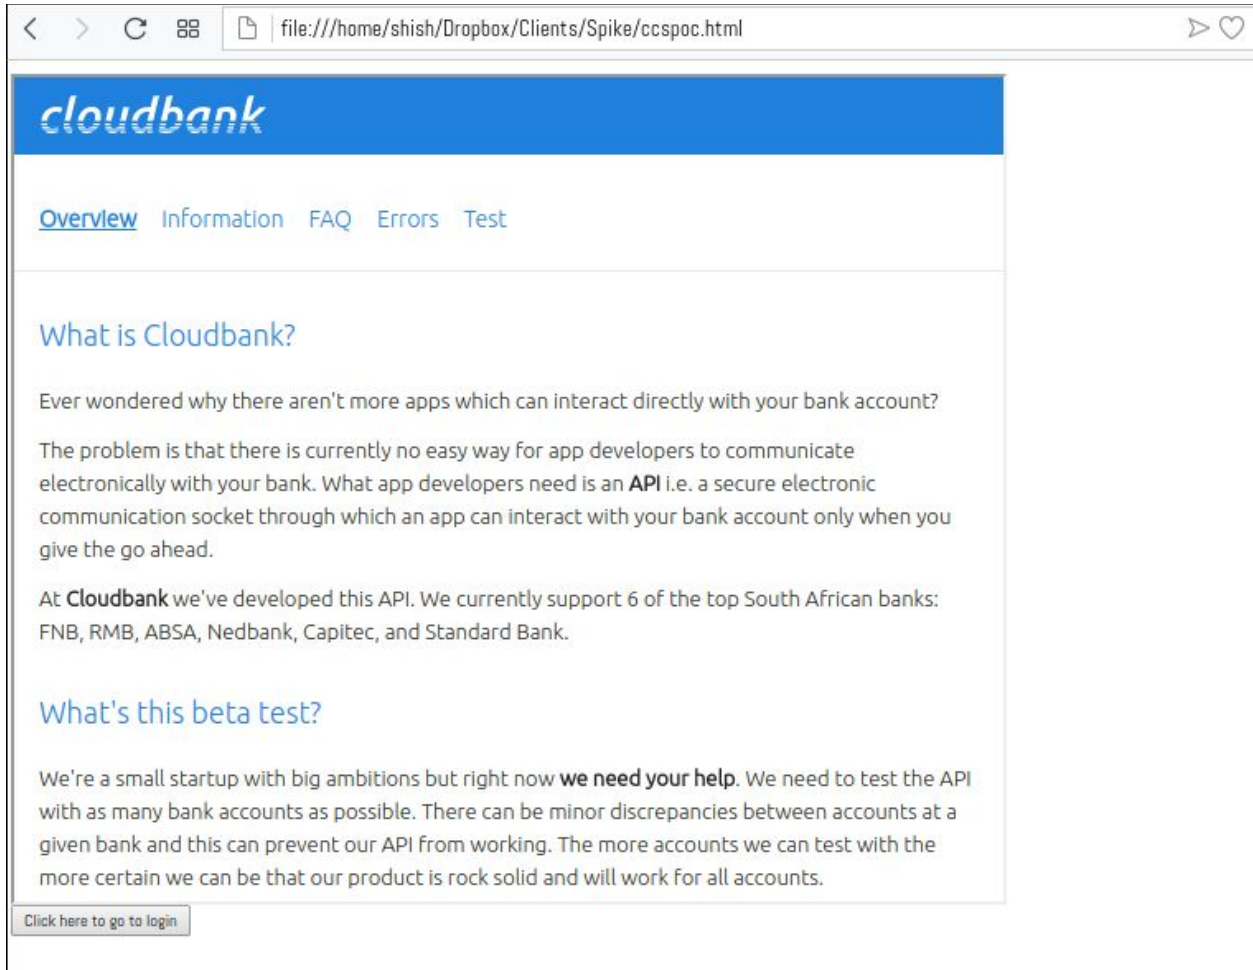 file:///home/shish/Dropbox/Clients/Spike/ccspoc.html
cloudbank
Overview Information FAQ Errors Test
What is Cloudbank?
Ever wondered why there aren't more apps which can interact directly with your bank account?
The problem is that there is currently no easy way for app developers to communicate
electronically with your bank. What app developers need is an API i.e. a secure electronic
communication socket through which an app can interact with your bank account only when you
give the go ahead.
At Cloudbank we've developed this API. We currently support 6 of the top South African banks:
FNB, RMB, ABSA, Nedbank, Capitec, and Standard Bank.
What's this beta test?
We're a small startup with big ambitions but right now we need your help. We need to test the API
with as many bank accounts as possible. There can be minor discrepancies between accounts at a
given bank and this can prevent our API from working. The more accounts we can test with the
more certain we can be that our product is rock solid and will work for all accounts.
Click here to go to login